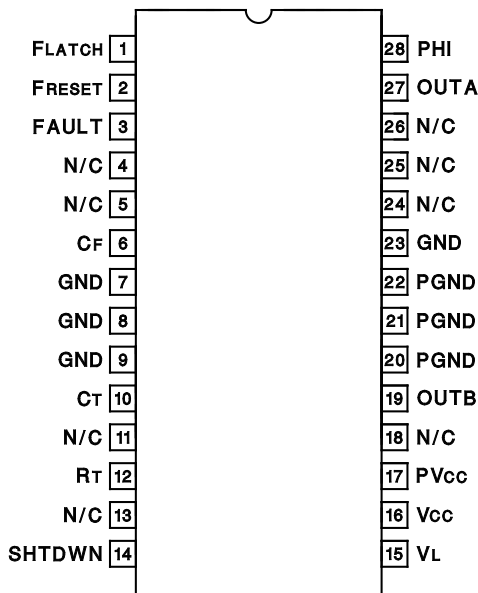 FLATCH 1
FRESET 2
FAULT 3
N/C 4
N/C 5
CF 6
GND 7
GND 8
GND 9
CT 10
N/C 11
RT 12
N/C 13
SHTDWN 14
28 PHI
27 OUTA
26 N/C
25 N/C
24 N/C
23 GND
22 PGND
21 PGND
20 PGND
19 OUTB
18 N/C
17 PVCC
16 VCC
15 VL